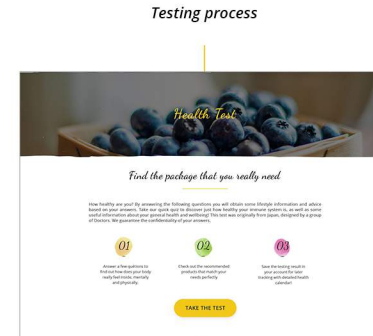 Testing process
Health Test
Find the package that you really need
How healthy are you? By answering the following questions you will obtain some lifestyle information and advice
based on your answers. Take our quick quiz to discover just how healthy your immune system is, as well as some
useful information about your general health and wellbeing! This test was originally from Japan, designed by a group
of Doctors. We guarantee the confidentiality of your answers.
01
Answer a few quetions to
find out how does your body
really feel inside, mentally
and physically.
02
Check out the recommended
products that match your
needs perfectly.
03
Save the testing result in
your account for later
tracking with detailed health
calendar!
TAKE THE TEST